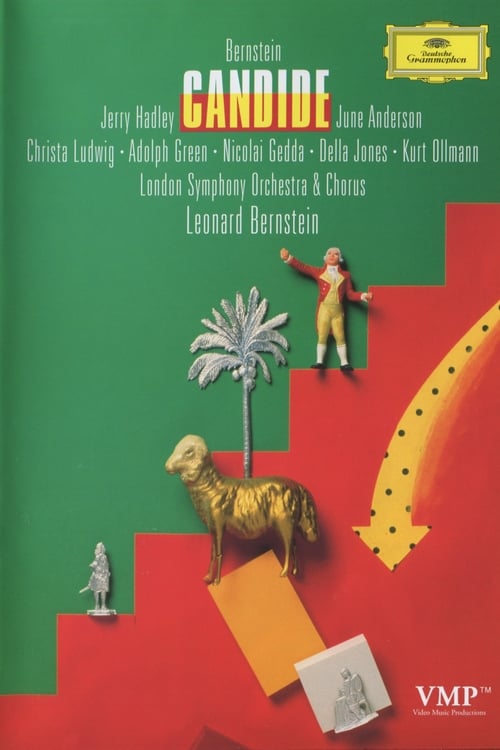 Bernstein
Deutsche
Grammophon
CANDIDE
Jerry Hadley
June Anderson
Christa Ludwig · Adolph Green · Nicolai Gedda · Della Jones · Kurt Ollmann
London Symphony Orchestra & Chorus
Leonard Bernstein
VMP™
Video Music Productions